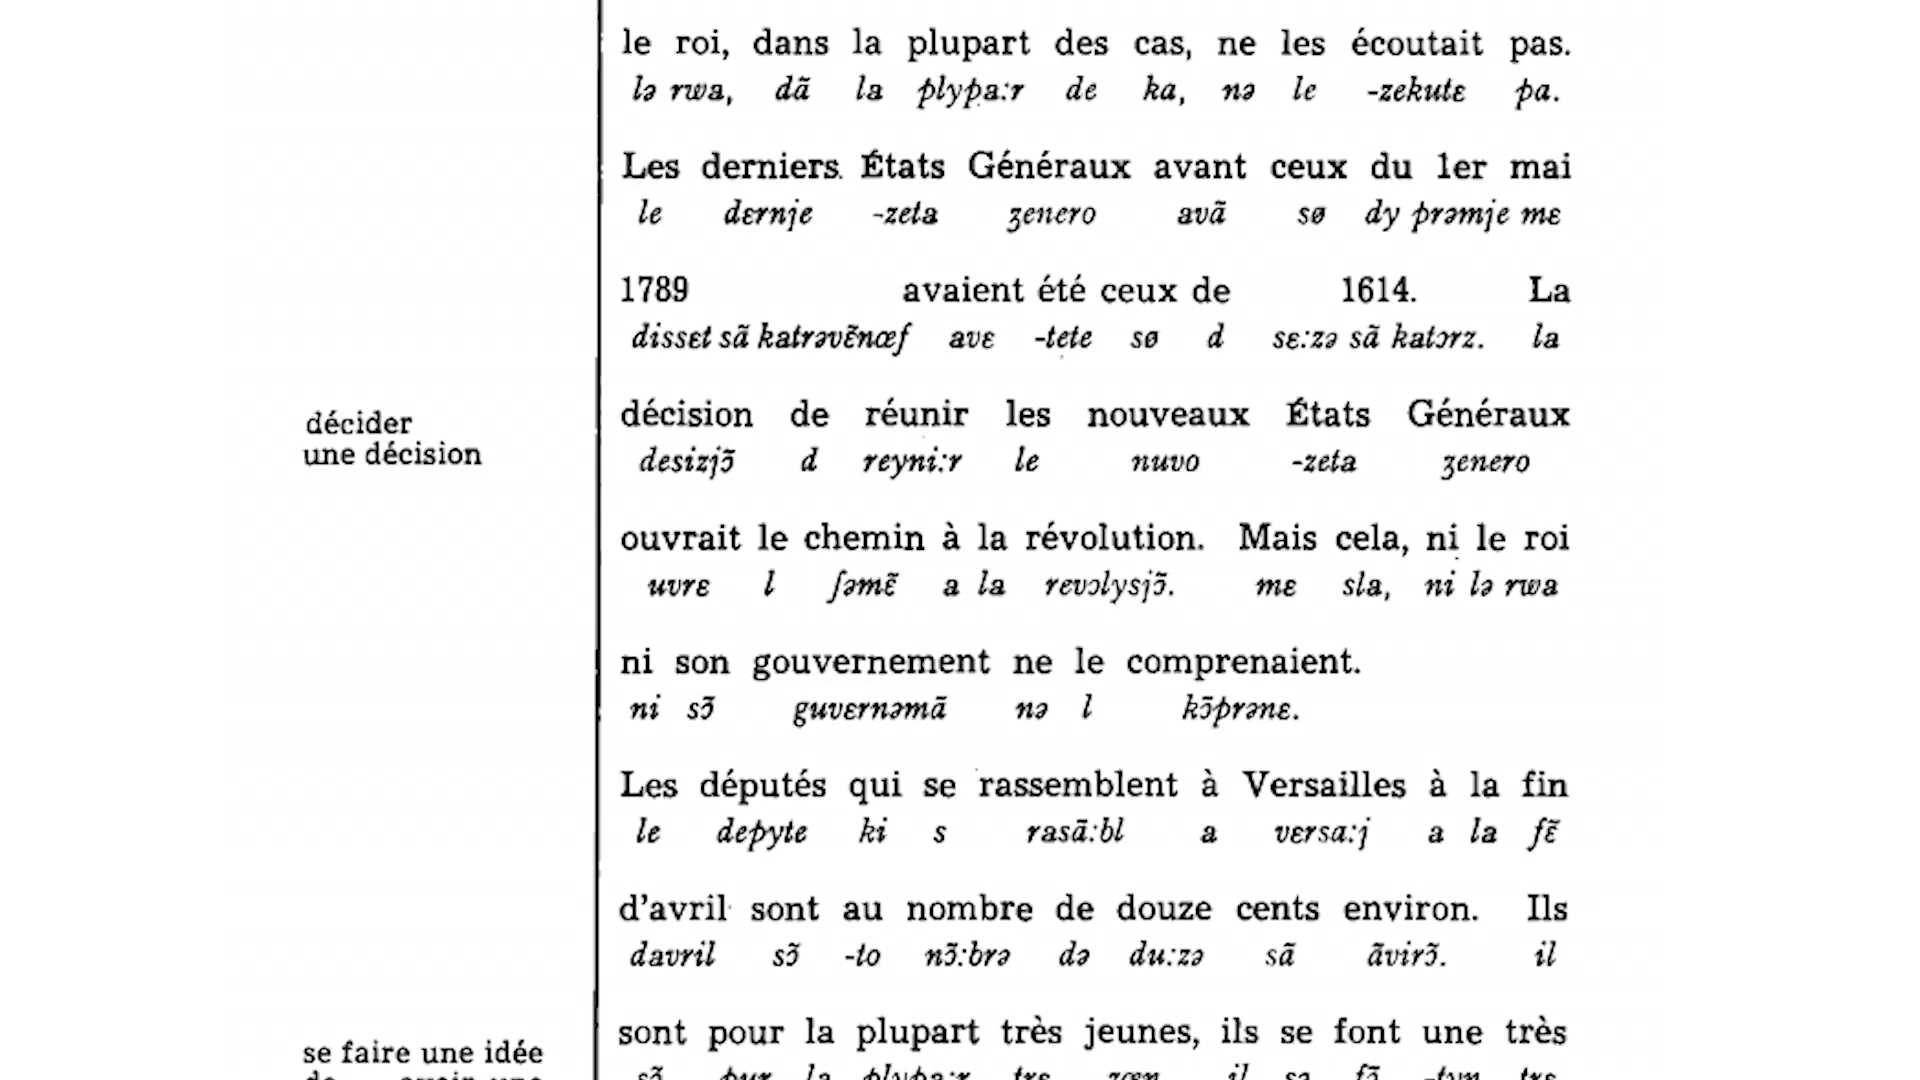 le roi, dans la plupart des cas, ne les écoutait pas.
lə rwa, dɑ̃ la plypa:r de ka, nə le -zekutɛ pa.
Les derniers États Généraux avant ceux du 1er mai
le dɛrnje -zeta ʒenero avɑ̃ sø dy prəmje mɛ
1789 avaient été ceux de 1614. La
dissɛt sɑ̃ katrəvɛ̃nœf avɛ -tete sø d sɛ:zə sɑ̃ katɔrz. la
décider
une décision
décision de réunir les nouveaux États Généraux
desizjɔ̃ d reyni:r le nuvo -zeta ʒenero
ouvrait le chemin à la révolution. Mais cela, ni le roi
uvrɛ l ʃəmɛ̃ a la revɔlysjɔ̃. mɛ sla, ni lə rwa
ni son gouvernement ne le comprenaient.
ni sɔ̃ guvɛrnəmɑ̃ nə l kɔ̃prənɛ.
Les députés qui se rassemblent à Versailles à la fin
le depyte ki s rasɑ̃:bl a vɛrsa:j a la fɛ̃
d'avril sont au nombre de douze cents environ. Ils
davril sɔ̃ -to nɔ̃:brə də du:zə sɑ̃ ɑ̃virɔ̃. il
se faire une idée
sont pour la plupart très jeunes, ils se font une très